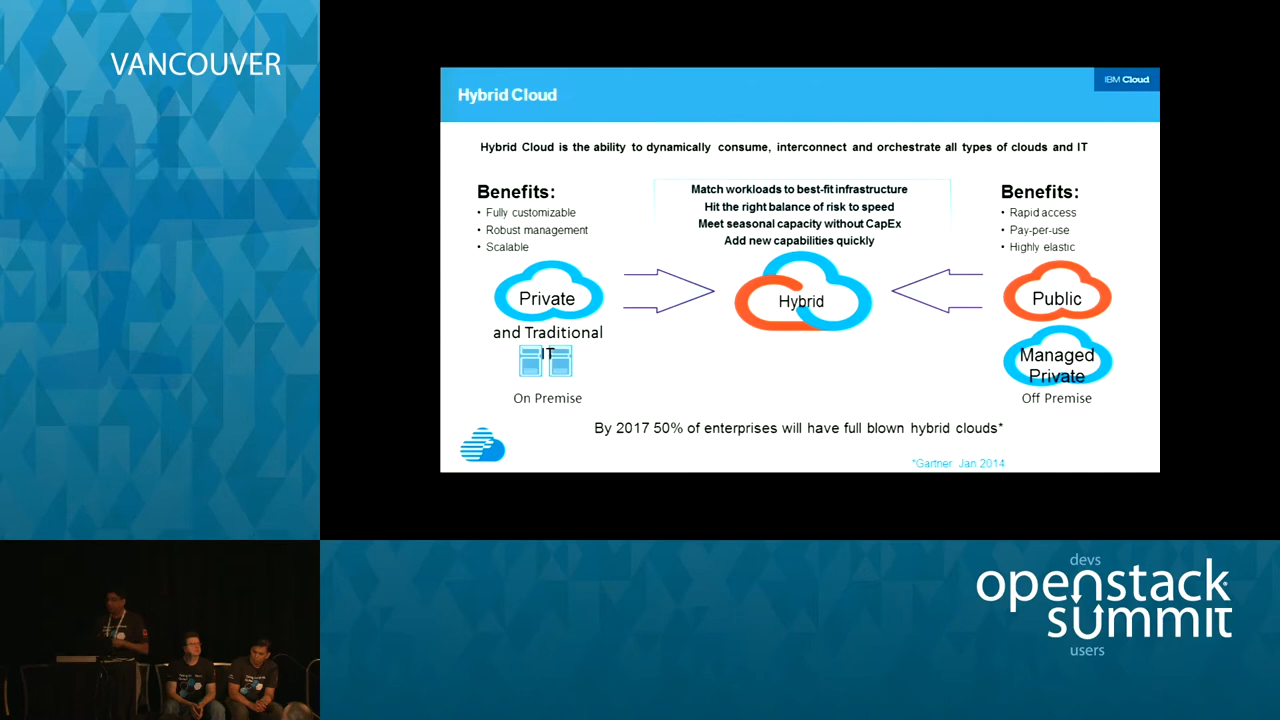 VANCOUVER
IBM Cloud
Hybrid Cloud
Hybrid Cloud is the ability to dynamically consume, interconnect and orchestrate all types of clouds and IT
Benefits:
• Fully customizable
• Robust management
• Scalable
Match workloads to best-fit infrastructure
Hit the right balance of risk to speed
Meet seasonal capacity without CapEx
Add new capabilities quickly
Benefits:
• Rapid access
• Pay-per-use
• Highly elastic
Private
and Traditional
IT
On Premise
Hybrid
Public
Managed
Private
Off Premise
By 2017 50% of enterprises will have full blown hybrid clouds*
*Gartner Jan 2014
devs
openstack
summit
users